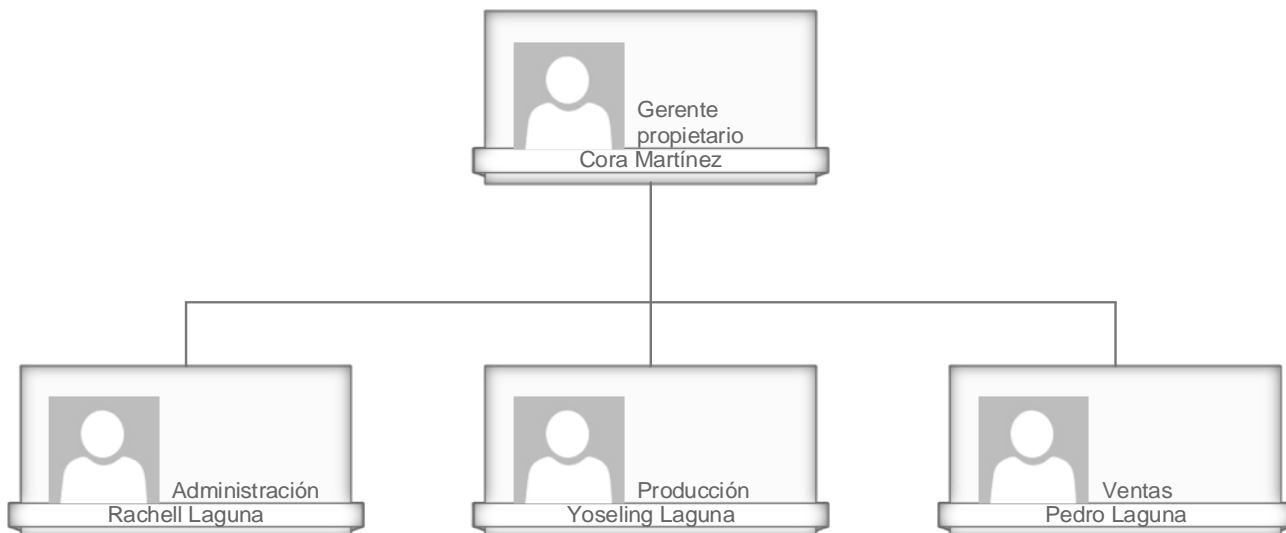 Gerente
propietario
Cora Martínez
Administración
Rachell Laguna
Producción
Yoseling Laguna
Ventas
Pedro Laguna